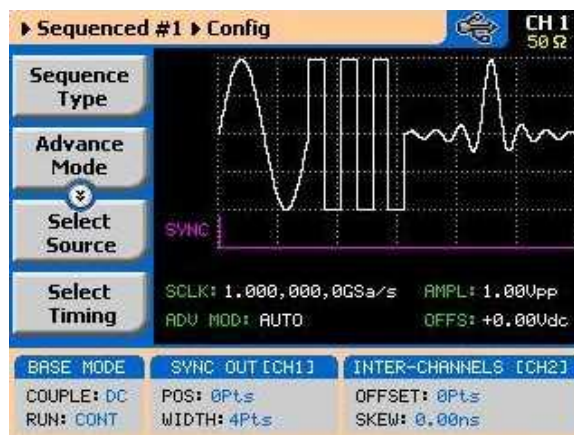 Sequenced #1 Config
CH 1
50 Ω
Sequence
Type
Advance
Mode
Select
Source
Select
Timing
SYNC
SCLK: 1.000,000,0GSa/s
AMPL: 1.00Vpp
ADV MOD: AUTO
OFFS: +0.00Vdc
BASE MODE
COUPLE: DC
RUN: CONT
SYNC OUT [CH1]
POS: 0Pts
WIDTH: 4Pts
INTER-CHANNELS [CH2]
OFFSET: 0Pts
SKEW: 0.00ns